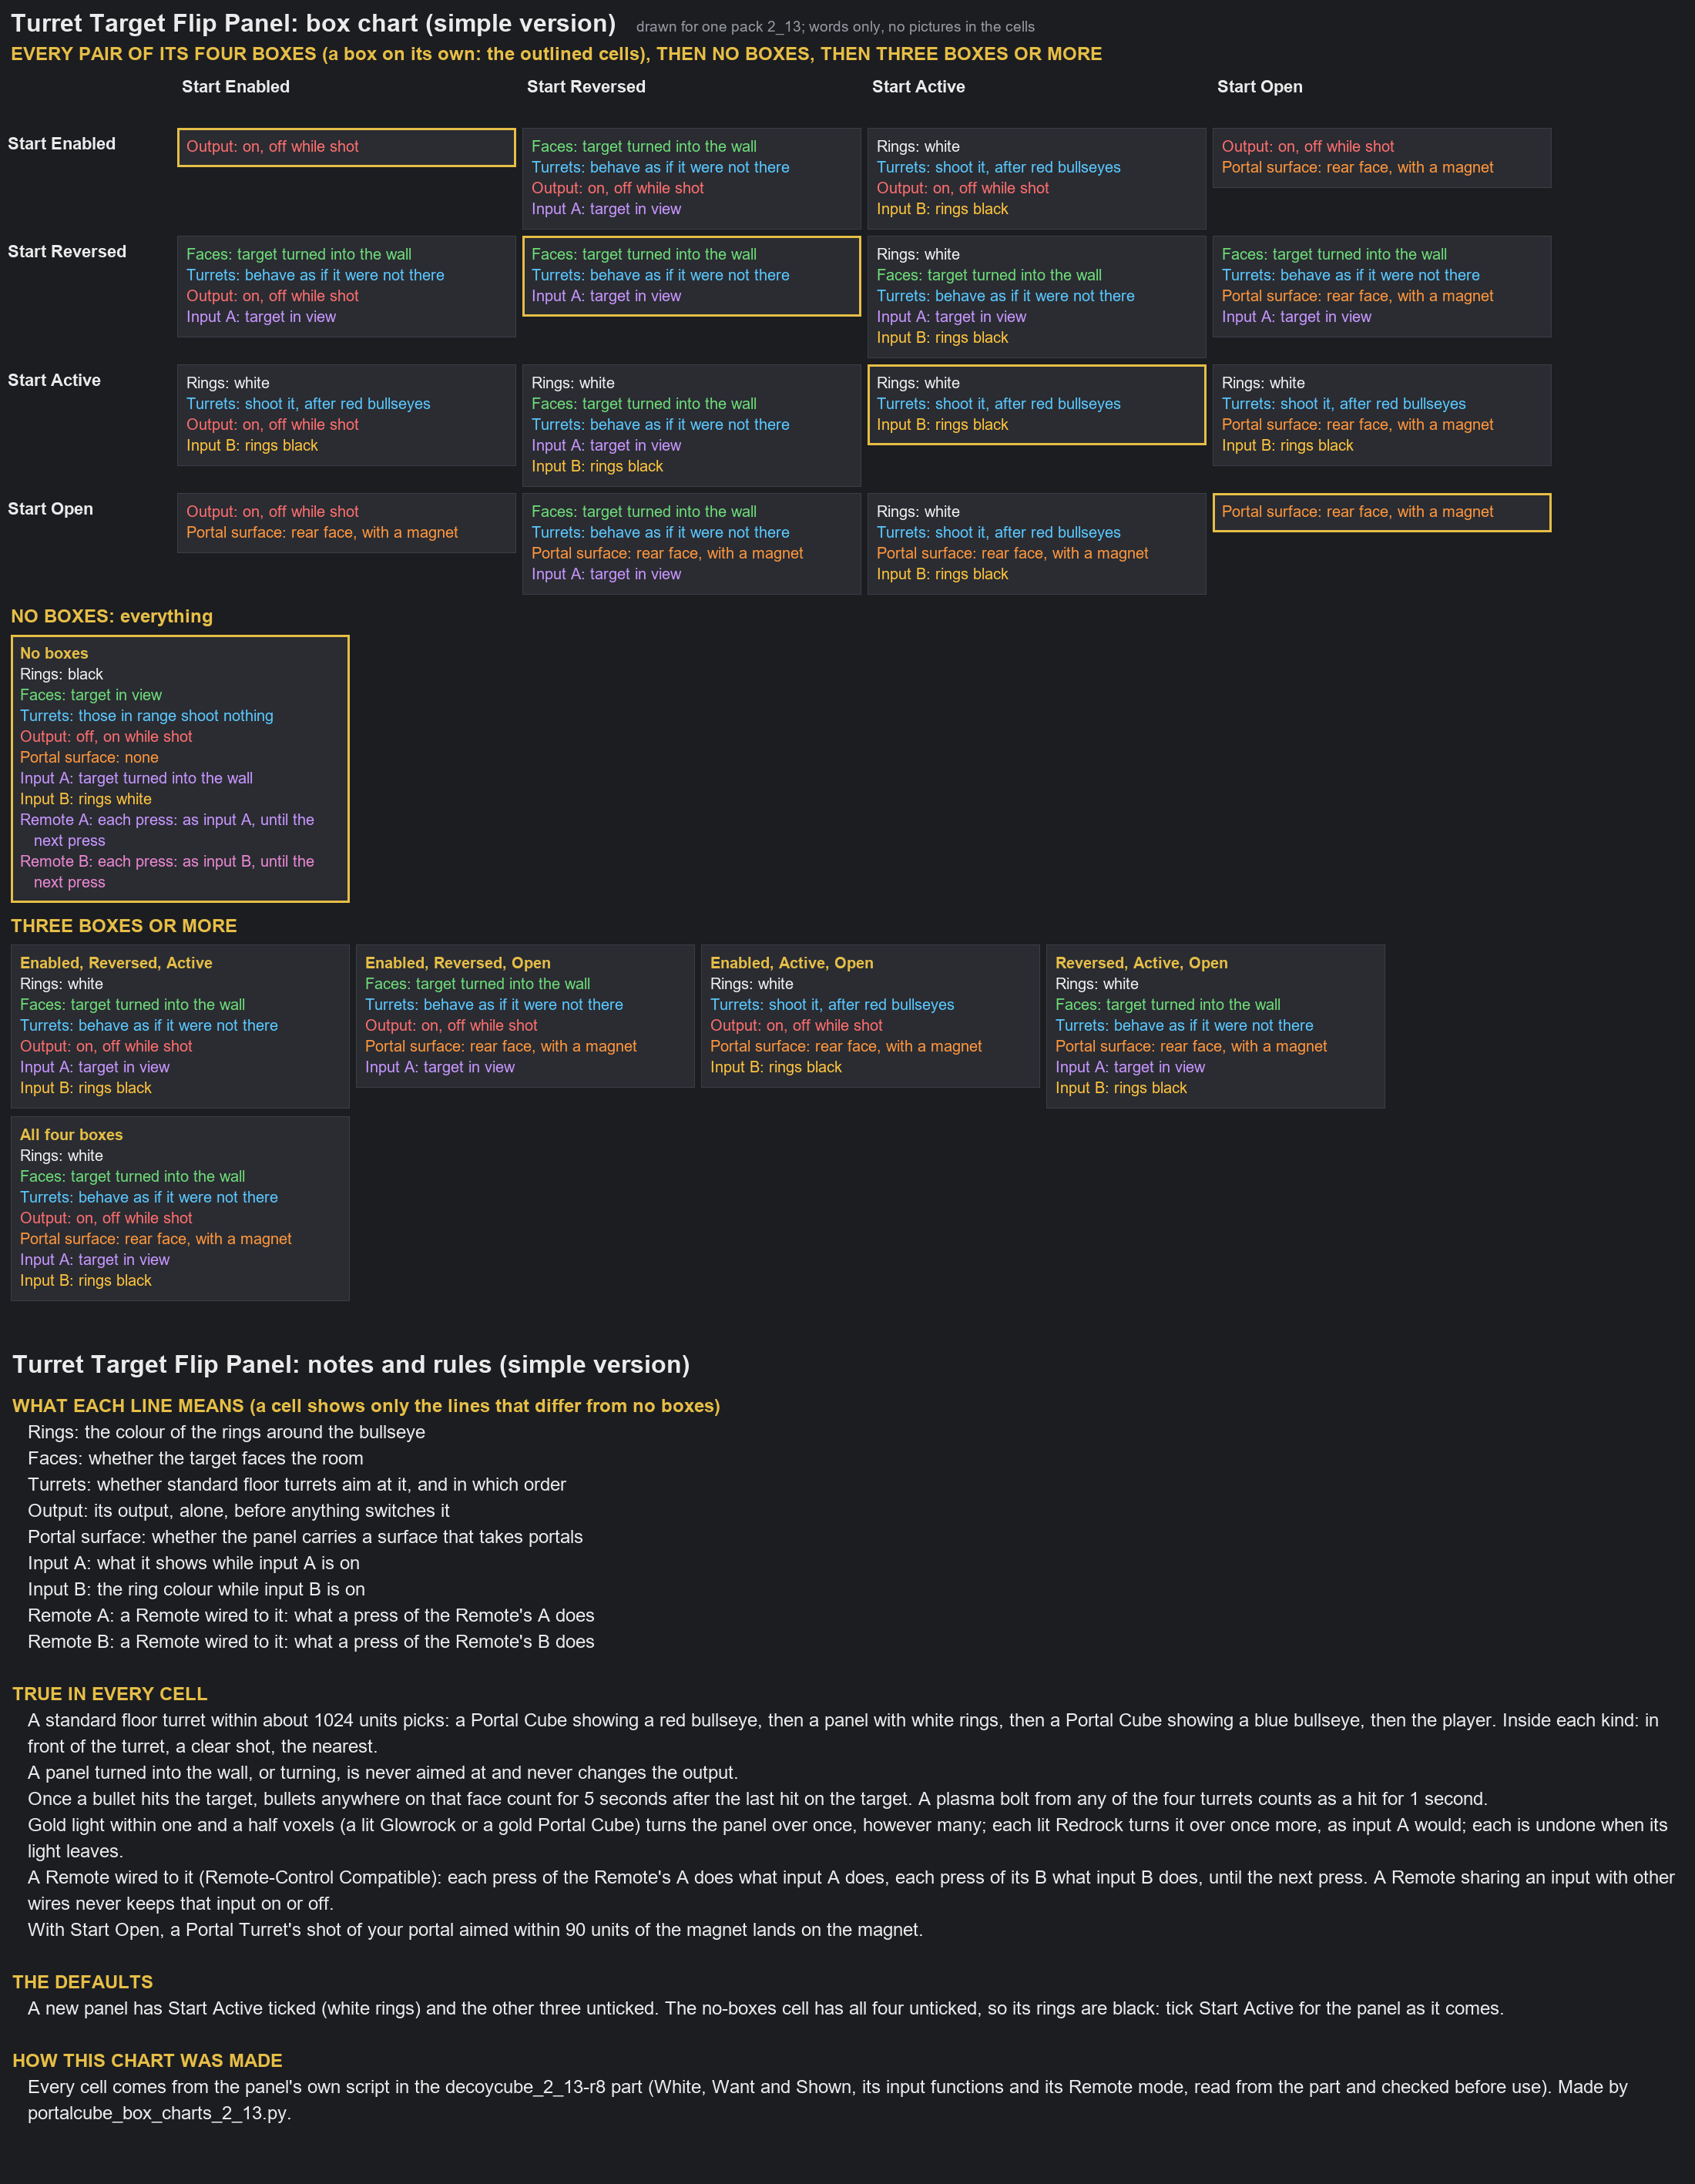 Turret Target Flip Panel: box chart (simple version) drawn for one pack 2_13; words only, no pictures in the cells
EVERY PAIR OF ITS FOUR BOXES (a box on its own: the outlined cells), THEN NO BOXES, THEN THREE BOXES OR MORE
Start Enabled
Start Reversed
Start Active
Start Open
Start Enabled
Output: on, off while shot
Faces: target turned into the wall
Turrets: behave as if it were not there
Output: on, off while shot
Input A: target in view
Rings: white
Turrets: shoot it, after red bullseyes
Output: on, off while shot
Input B: rings black
Output: on, off while shot
Portal surface: rear face, with a magnet
Start Reversed
Faces: target turned into the wall
Turrets: behave as if it were not there
Output: on, off while shot
Input A: target in view
Faces: target turned into the wall
Turrets: behave as if it were not there
Input A: target in view
Rings: white
Faces: target turned into the wall
Turrets: behave as if it were not there
Input A: target in view
Input B: rings black
Faces: target turned into the wall
Turrets: behave as if it were not there
Portal surface: rear face, with a magnet
Input A: target in view
Start Active
Rings: white
Turrets: shoot it, after red bullseyes
Output: on, off while shot
Input B: rings black
Rings: white
Faces: target turned into the wall
Turrets: behave as if it were not there
Input A: target in view
Input B: rings black
Rings: white
Turrets: shoot it, after red bullseyes
Input B: rings black
Rings: white
Turrets: shoot it, after red bullseyes
Portal surface: rear face, with a magnet
Input B: rings black
Start Open
Output: on, off while shot
Portal surface: rear face, with a magnet
Faces: target turned into the wall
Turrets: behave as if it were not there
Portal surface: rear face, with a magnet
Input A: target in view
Rings: white
Turrets: shoot it, after red bullseyes
Portal surface: rear face, with a magnet
Input B: rings black
Portal surface: rear face, with a magnet
NO BOXES: everything
No boxes
Rings: black
Faces: target in view
Turrets: those in range shoot nothing
Output: off, on while shot
Portal surface: none
Input A: target turned into the wall
Input B: rings white
Remote A: each press: as input A, until the
next press
Remote B: each press: as input B, until the
next press
THREE BOXES OR MORE
Enabled, Reversed, Active
Rings: white
Faces: target turned into the wall
Turrets: behave as if it were not there
Output: on, off while shot
Input A: target in view
Input B: rings black
Enabled, Reversed, Open
Faces: target turned into the wall
Turrets: behave as if it were not there
Output: on, off while shot
Portal surface: rear face, with a magnet
Input A: target in view
Enabled, Active, Open
Rings: white
Turrets: shoot it, after red bullseyes
Output: on, off while shot
Portal surface: rear face, with a magnet
Input B: rings black
Reversed, Active, Open
Rings: white
Faces: target turned into the wall
Turrets: behave as if it were not there
Portal surface: rear face, with a magnet
Input A: target in view
Input B: rings black
All four boxes
Rings: white
Faces: target turned into the wall
Turrets: behave as if it were not there
Output: on, off while shot
Portal surface: rear face, with a magnet
Input A: target in view
Input B: rings black
Turret Target Flip Panel: notes and rules (simple version)
WHAT EACH LINE MEANS (a cell shows only the lines that differ from no boxes)
Rings: the colour of the rings around the bullseye
Faces: whether the target faces the room
Turrets: whether standard floor turrets aim at it, and in which order
Output: its output, alone, before anything switches it
Portal surface: whether the panel carries a surface that takes portals
Input A: what it shows while input A is on
Input B: the ring colour while input B is on
Remote A: a Remote wired to it: what a press of the Remote's A does
Remote B: a Remote wired to it: what a press of the Remote's B does
TRUE IN EVERY CELL
A standard floor turret within about 1024 units picks: a Portal Cube showing a red bullseye, then a panel with white rings, then a Portal Cube showing a blue bullseye, then the player. Inside each kind: in
front of the turret, a clear shot, the nearest.
A panel turned into the wall, or turning, is never aimed at and never changes the output.
Once a bullet hits the target, bullets anywhere on that face count for 5 seconds after the last hit on the target. A plasma bolt from any of the four turrets counts as a hit for 1 second.
Gold light within one and a half voxels (a lit Glowrock or a gold Portal Cube) turns the panel over once, however many; each lit Redrock turns it over once more, as input A would; each is undone when its
light leaves.
A Remote wired to it (Remote-Control Compatible): each press of the Remote's A does what input A does, each press of its B what input B does, until the next press. A Remote sharing an input with other
wires never keeps that input on or off.
With Start Open, a Portal Turret's shot of your portal aimed within 90 units of the magnet lands on the magnet.
THE DEFAULTS
A new panel has Start Active ticked (white rings) and the other three unticked. The no-boxes cell has all four unticked, so its rings are black: tick Start Active for the panel as it comes.
HOW THIS CHART WAS MADE
Every cell comes from the panel's own script in the decoycube_2_13-r8 part (White, Want and Shown, its input functions and its Remote mode, read from the part and checked before use). Made by
portalcube_box_charts_2_13.py.